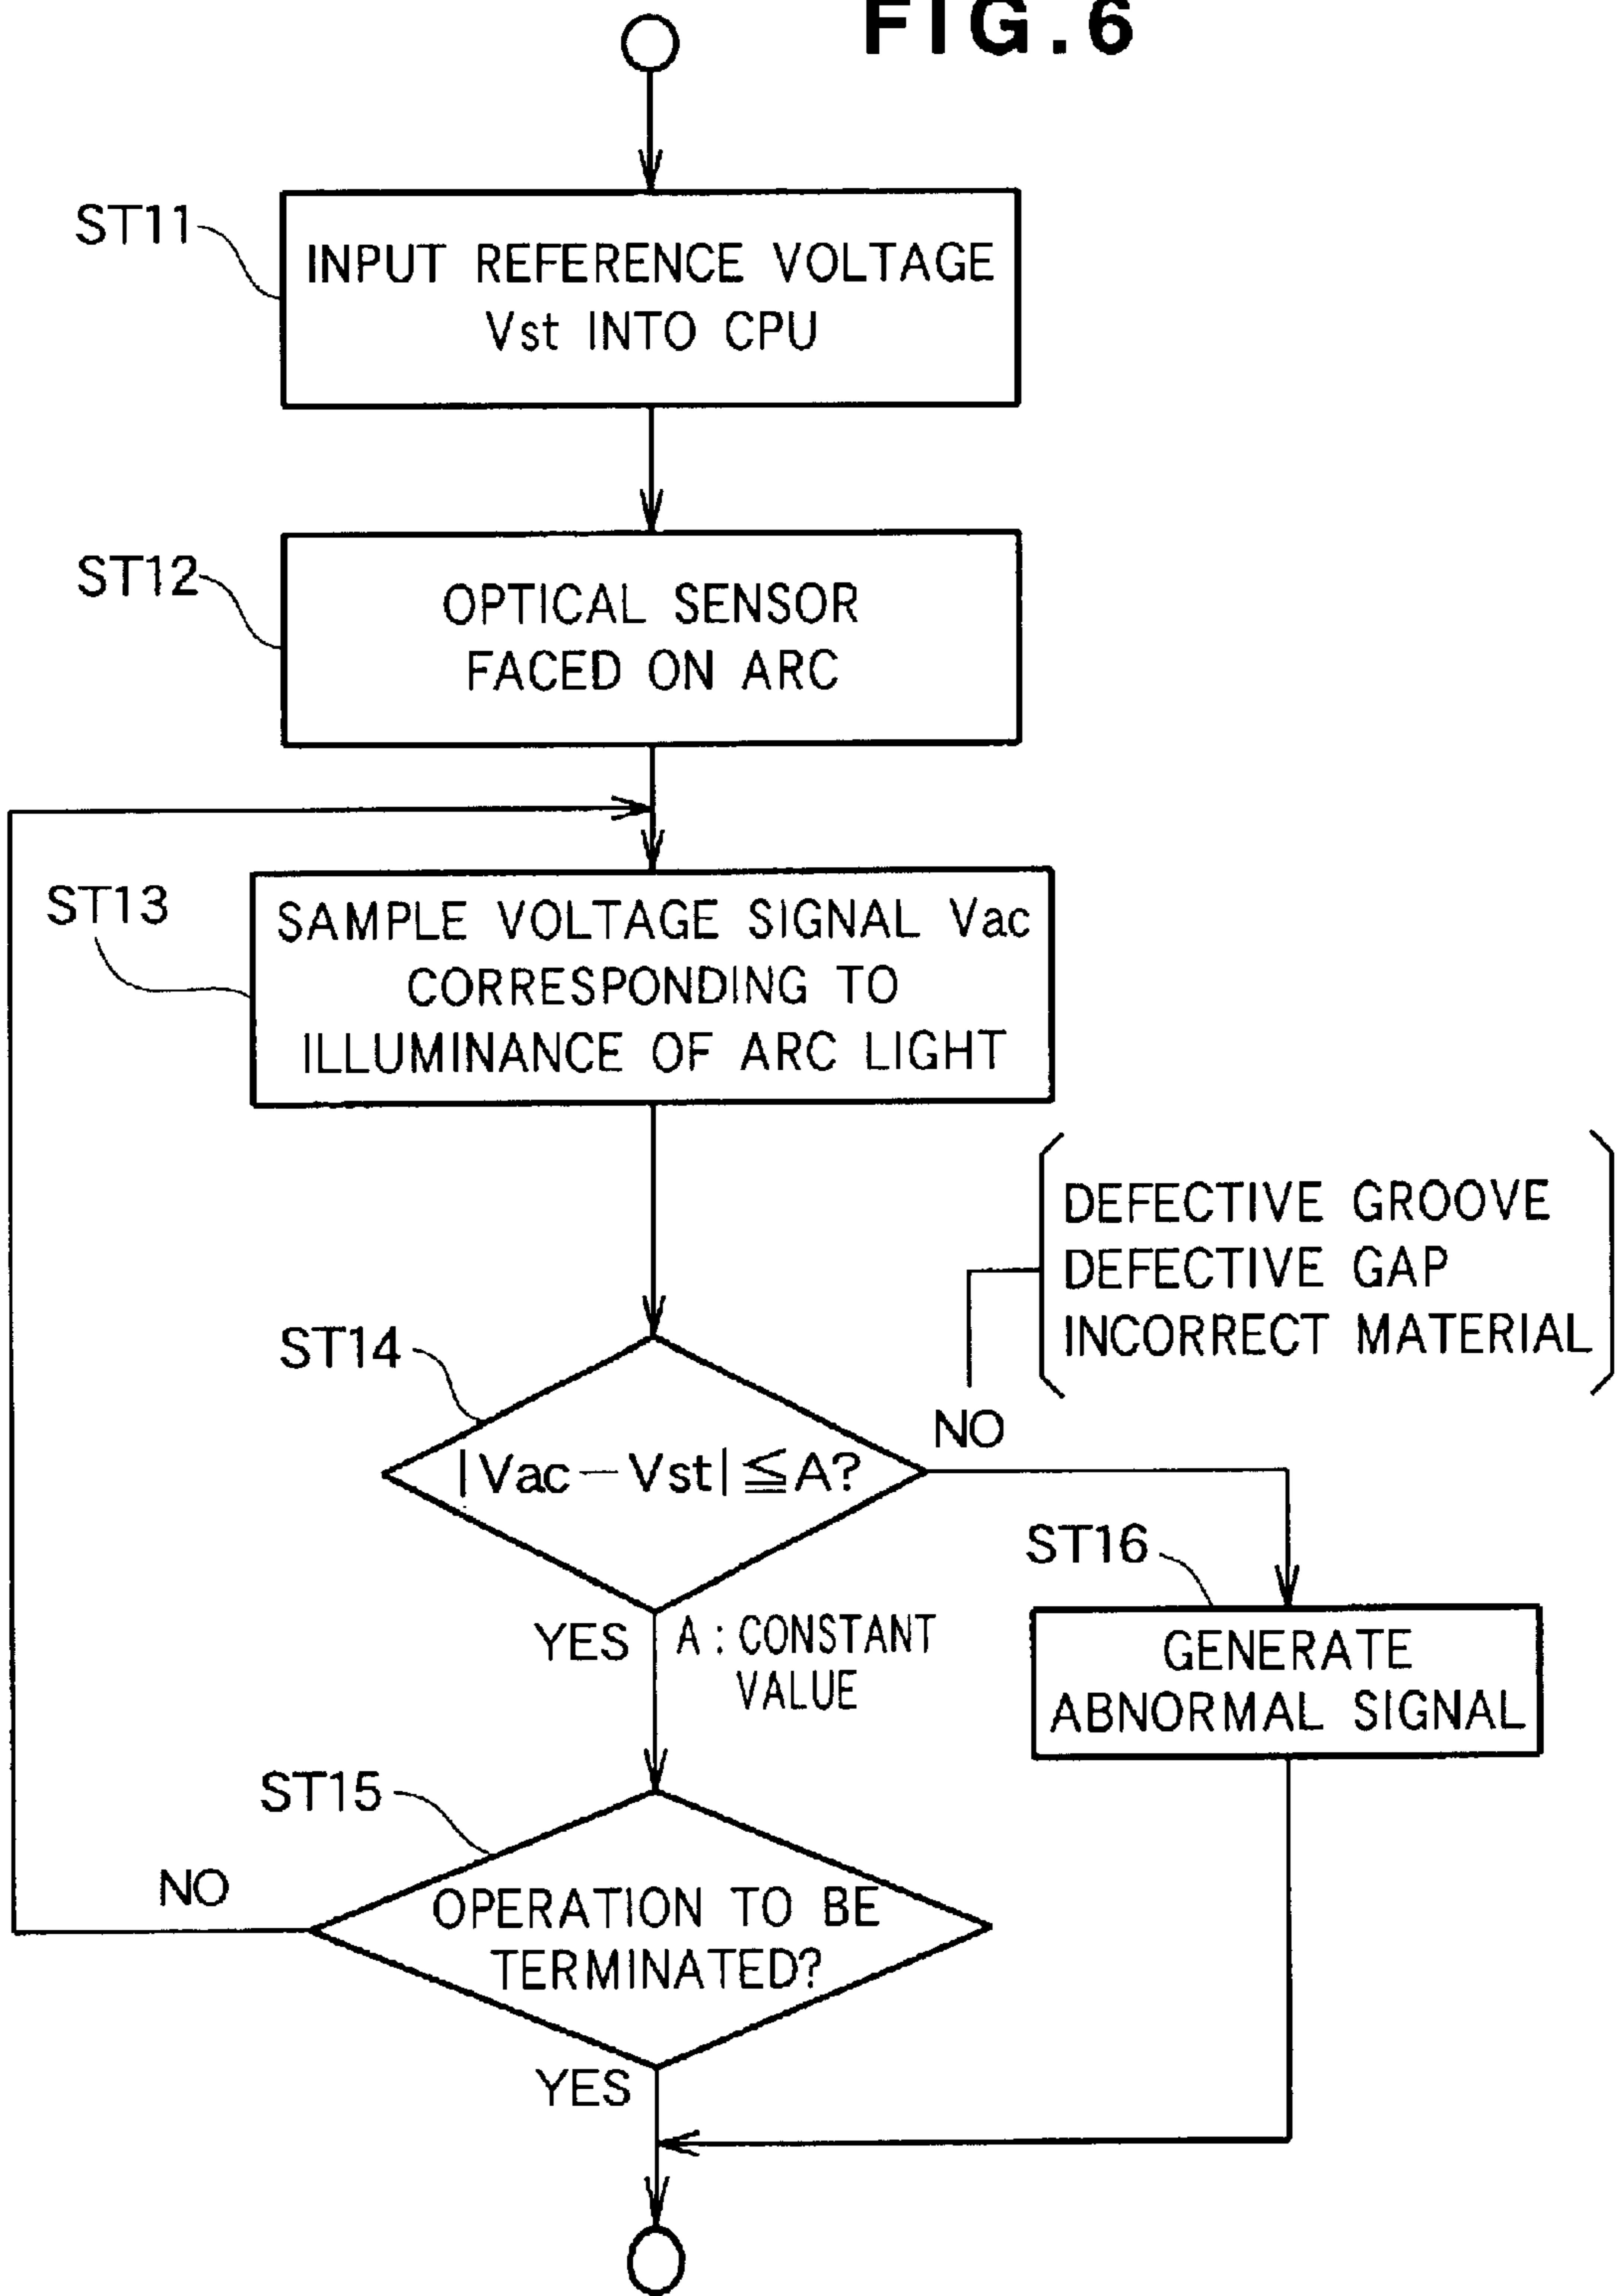 FIG.6
ST11
INPUT REFERENCE VOLTAGE
Vst INTO CPU
ST12
OPTICAL SENSOR
FACED ON ARC
ST13
SAMPLE VOLTAGE SIGNAL Vac
CORRESPONDING TO
ILLUMINANCE OF ARC LIGHT
DEFECTIVE GROOVE
DEFECTIVE GAP
INCORRECT MATERIAL
ST14
NO
|Vac－Vst|≦A?
ST16
YES
A : CONSTANT
VALUE
GENERATE
ABNORMAL SIGNAL
ST15
NO
OPERATION TO BE
TERMINATED?
YES